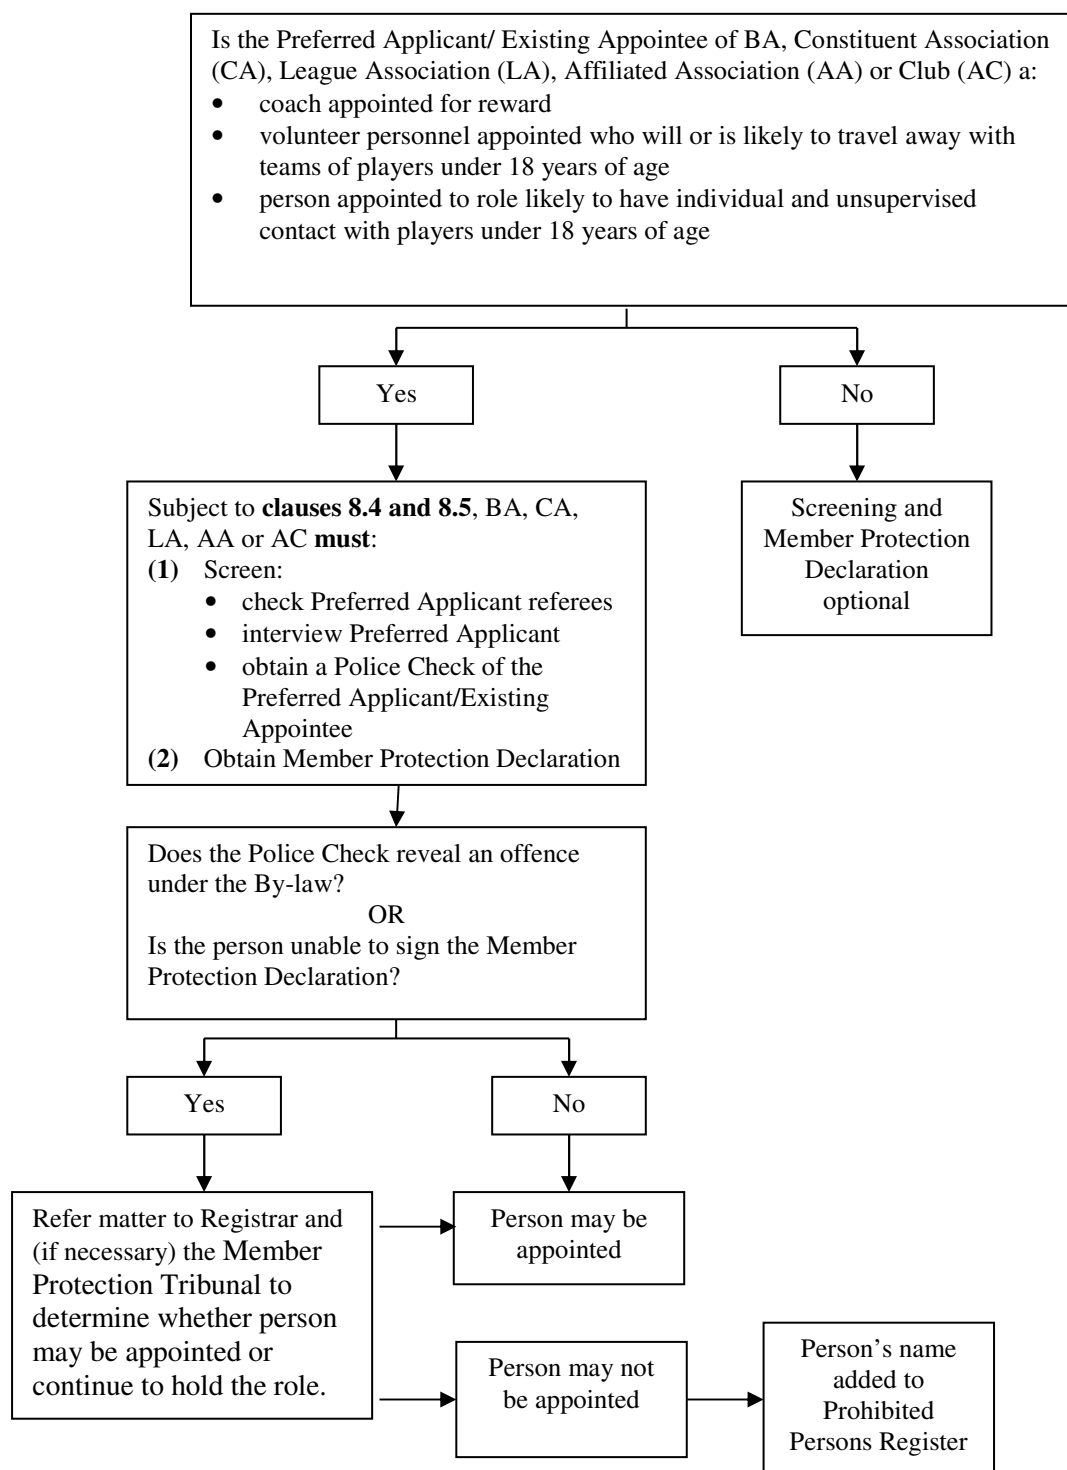 Is the Preferred Applicant/ Existing Appointee of BA, Constituent Association
(CA), League Association (LA), Affiliated Association (AA) or Club (AC) a:
• coach appointed for reward
• volunteer personnel appointed who will or is likely to travel away with
teams of players under 18 years of age
• person appointed to role likely to have individual and unsupervised
contact with players under 18 years of age
Yes
No
Subject to clauses 8.4 and 8.5, BA, CA,
LA, AA or AC must:
(1) Screen:
• check Preferred Applicant referees
• interview Preferred Applicant
• obtain a Police Check of the
Preferred Applicant/Existing
Appointee
(2) Obtain Member Protection Declaration
Screening and
Member Protection
Declaration
optional
Does the Police Check reveal an offence
under the By-law?
OR
Is the person unable to sign the Member
Protection Declaration?
Yes
No
Refer matter to Registrar and
(if necessary) the Member
Protection Tribunal to
determine whether person
may be appointed or
continue to hold the role.
Person may be
appointed
Person may not
be appointed
Person's name
added to
Prohibited
Persons Register